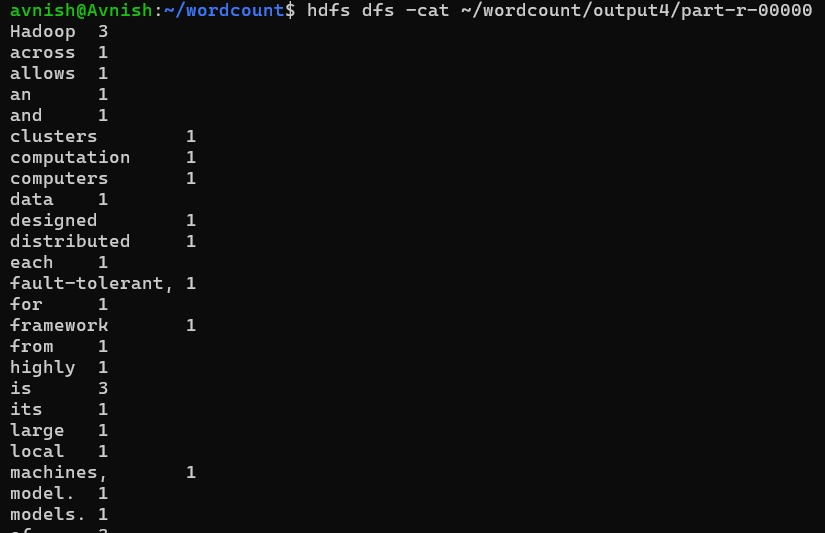 avnish@Avnish:~/wordcount$ hdfs dfs -cat ~/wordcount/output4/part-r-00000
Hadoop 3
across 1
allows 1
an 1
and 1
clusters 1
computation 1
computers 1
data 1
designed 1
distributed 1
each 1
fault-tolerant, 1
for 1
framework 1
from 1
highly 1
is 3
its 1
large 1
local 1
machines, 1
model. 1
models. 1